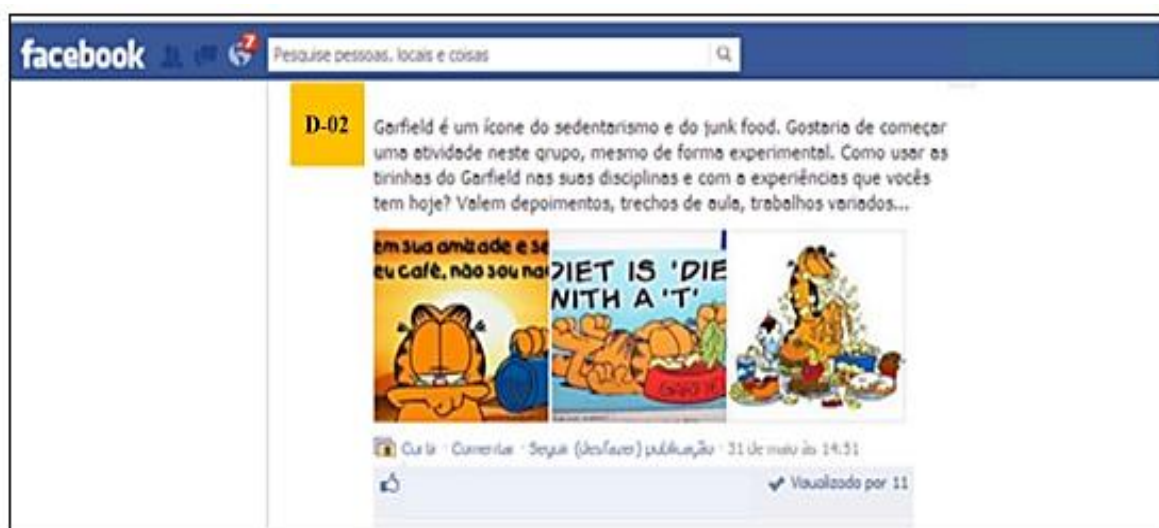 facebook
7
Pesquise pessoas, locais e coisas
D-02
Garfield é um ícone do sedentarismo e do junk food. Gostaria de começar
uma atividade neste grupo, mesmo de forma experimental. Como usar as
tirinhas do Garfield nas suas disciplinas e com a experiências que vocês
tem hoje? Valem depoimentos, trechos de aula, trabalhos variados...
em sua amizade e se
eu café, não sou na
DIET IS 'DIE
WITH A 'T'
GARFIE
Curtir · Comentar · Seguir (desfazer) publicação · 31 de maio às 14:51
Visualizado por 11